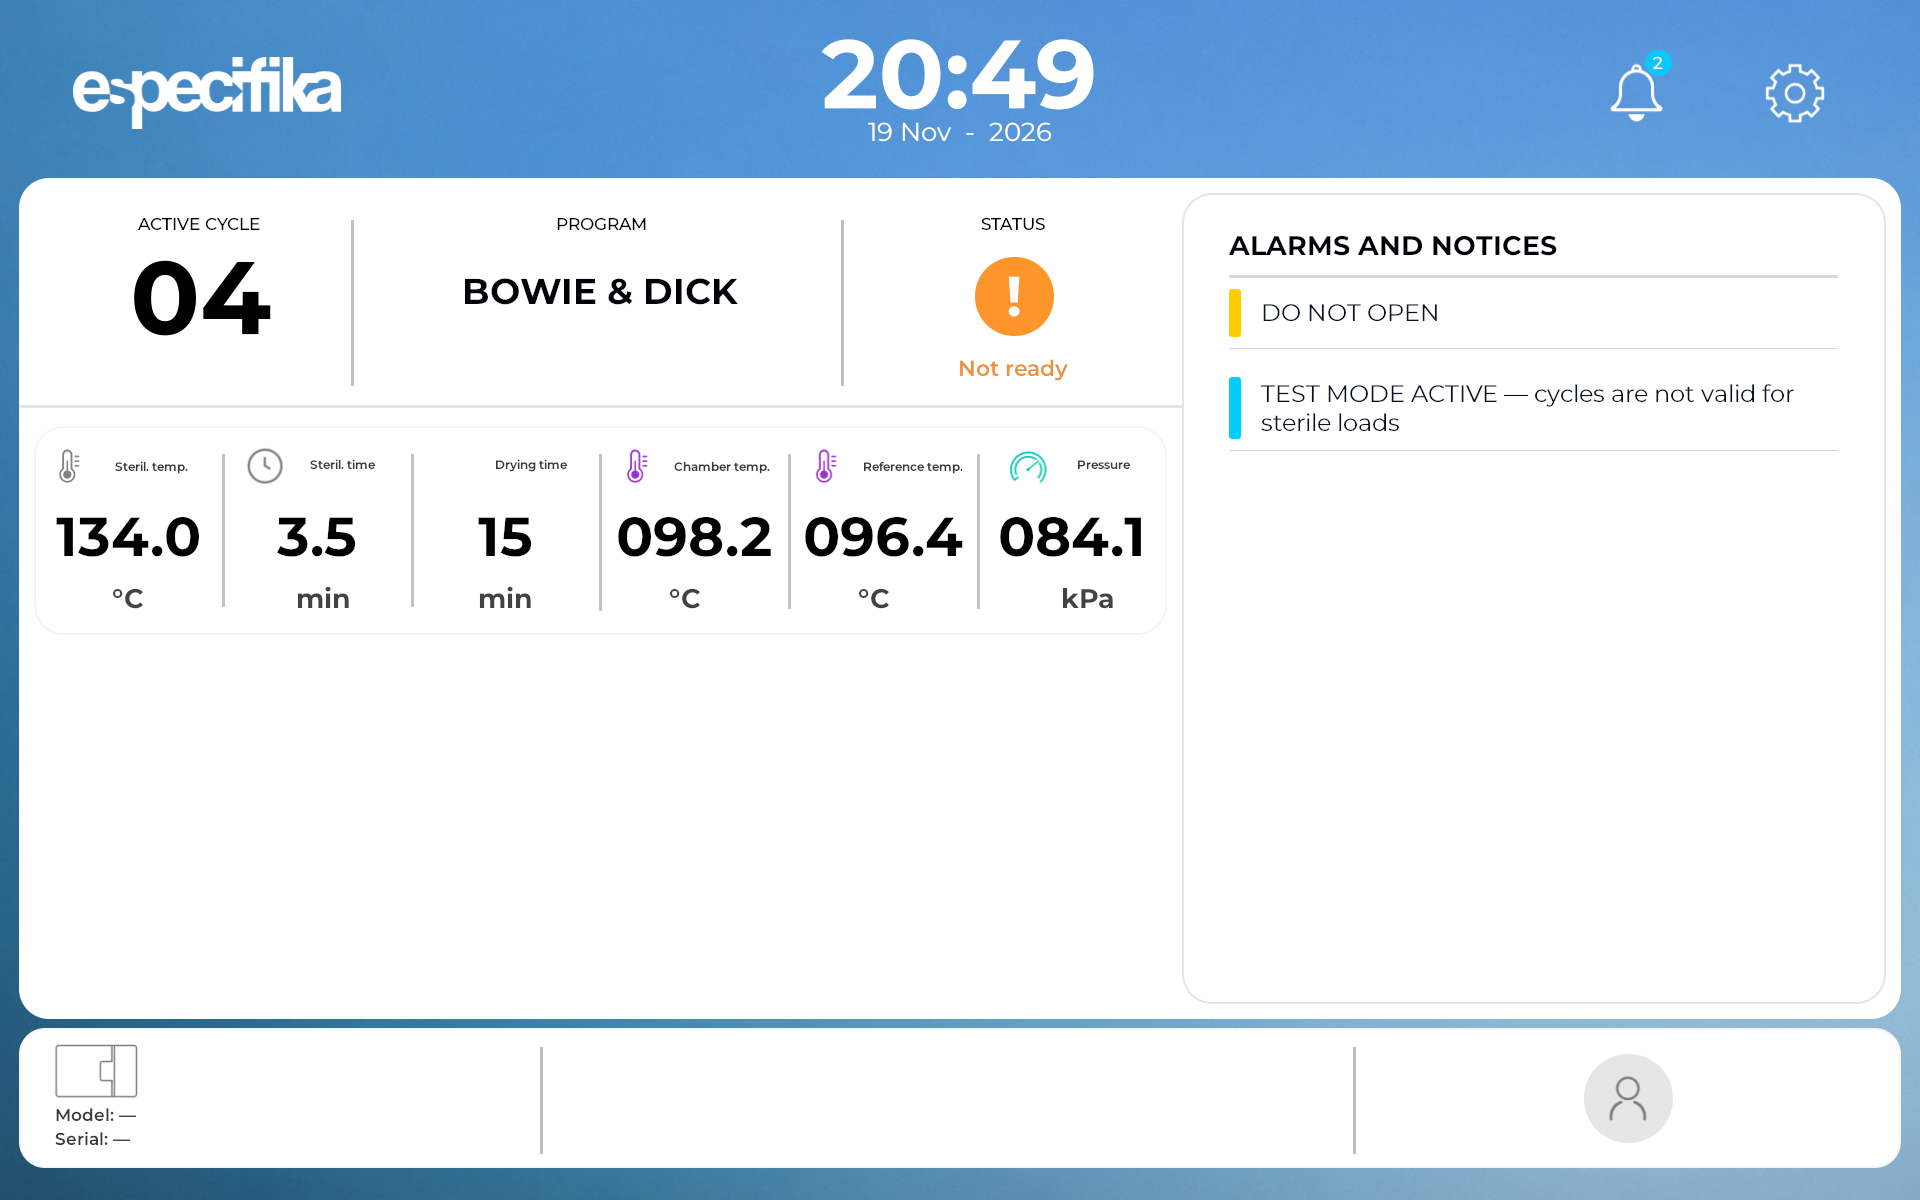 especifika
20:49
19 Nov - 2026
2
ACTIVE CYCLE
04
PROGRAM
BOWIE & DICK
STATUS
!
Not ready
Steril. temp.
134.0
°C
Steril. time
3.5
min
Drying time
15
min
Chamber temp.
098.2
°C
Reference temp.
096.4
°C
Pressure
084.1
kPa
ALARMS AND NOTICES
DO NOT OPEN
TEST MODE ACTIVE — cycles are not valid for
sterile loads
Model: —
Serial: —